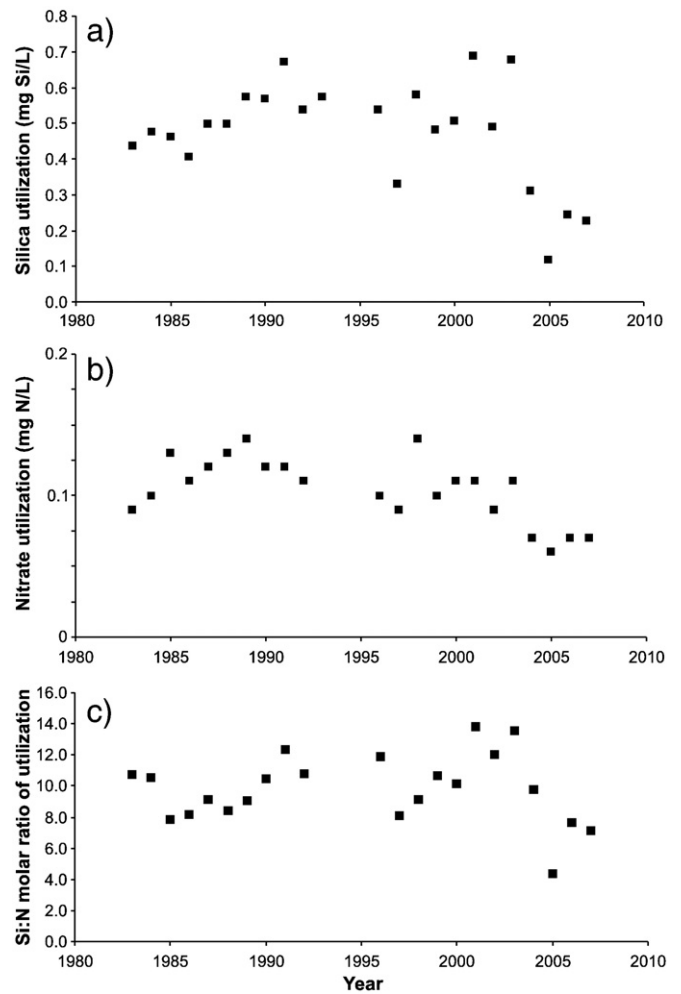 a)
Silica utilization (mg Si/L)
0.8
0.7
0.6
0.5
0.4
0.3
0.2
0.1
0.0
1980 1985 1990 1995 2000 2005 2010
b)
Nitrate utilization (mg N/L)
0.2
0.1
0
1980 1985 1990 1995 2000 2005 2010
c)
Si:N molar ratio of utilization
16.0
14.0
12.0
10.0
8.0
6.0
4.0
2.0
0.0
1980 1985 1990 1995 2000 2005 2010
Year